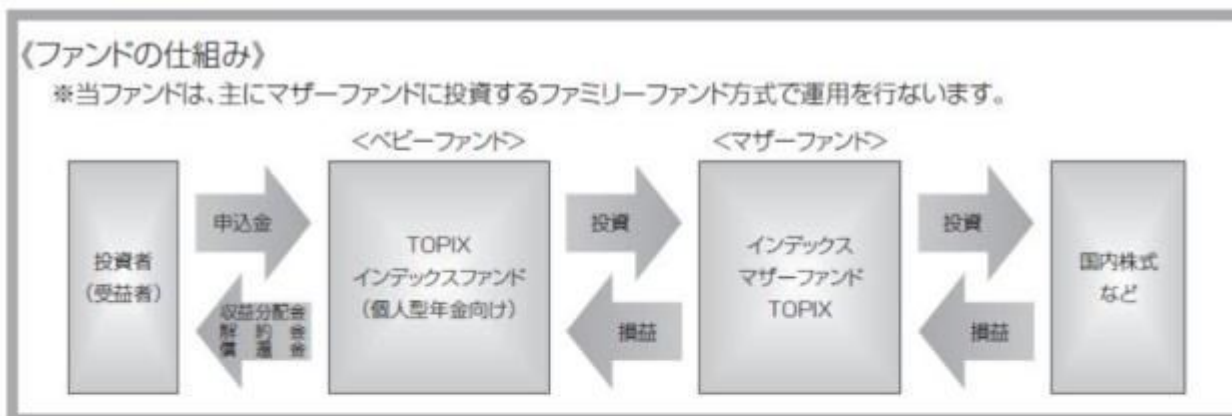 《ファンドの仕組み》
※当ファンドは、主にマザーファンドに投資するファミリーファンド方式で運用を行ないます。
<ベビーファンド>
<マザーファンド>
投資者
(受益者)
申込金
収益分配金
解約金
償還金
TOPIX
インデックスファンド
(個人型年金向け)
投資
損益
インデックス
マザーファンド
TOPIX
投資
損益
国内株式
など